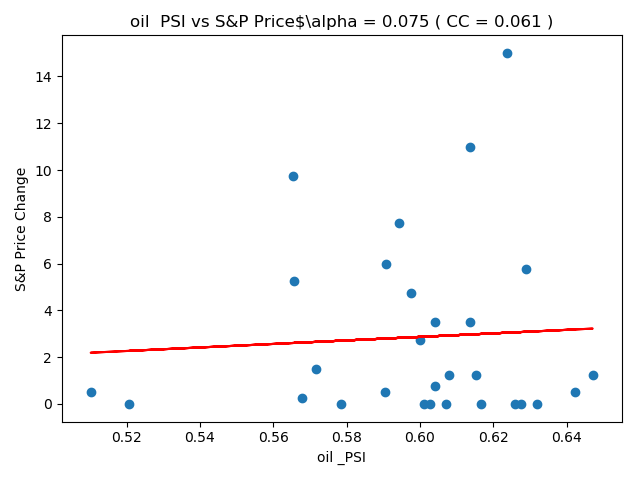 oil  PSI vs S&P Price$\alpha = 0.075 ( CC = 0.061 )
14
12
10
8
6
4
2
0
S&P Price Change
0.52 0.54 0.56 0.58 0.60 0.62 0.64
oil _PSI